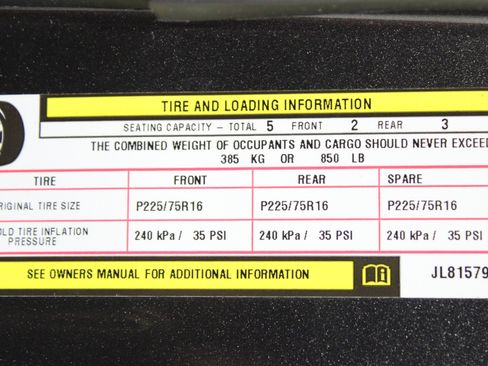 TIRE AND LOADING INFORMATION
SEATING CAPACITY – TOTAL 5 FRONT 2 REAR 3
THE COMBINED WEIGHT OF OCCUPANTS AND CARGO SHOULD NEVER EXCEED
385 KG OR 850 LB
TIRE FRONT REAR SPARE
ORIGINAL TIRE SIZE P225/75R16 P225/75R16 P225/75R16
COLD TIRE INFLATION PRESSURE 240 kPa / 35 PSI 240 kPa / 35 PSI 240 kPa / 35 PSI
SEE OWNERS MANUAL FOR ADDITIONAL INFORMATION JL81579